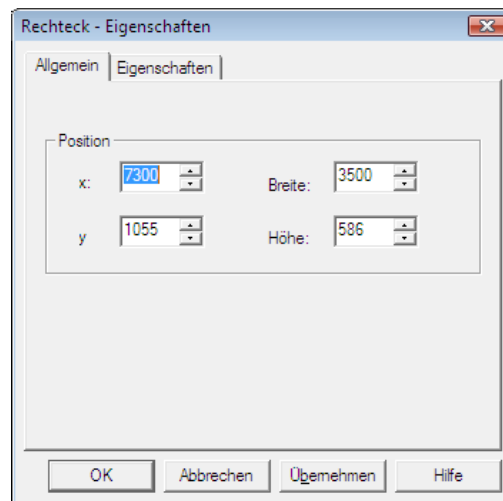 Rechteck - Eigenschaften
Allgemein Eigenschaften
Position
x: 7300 Breite: 3500
y 1055 Höhe: 586
OK Abbrechen Übernehmen Hilfe